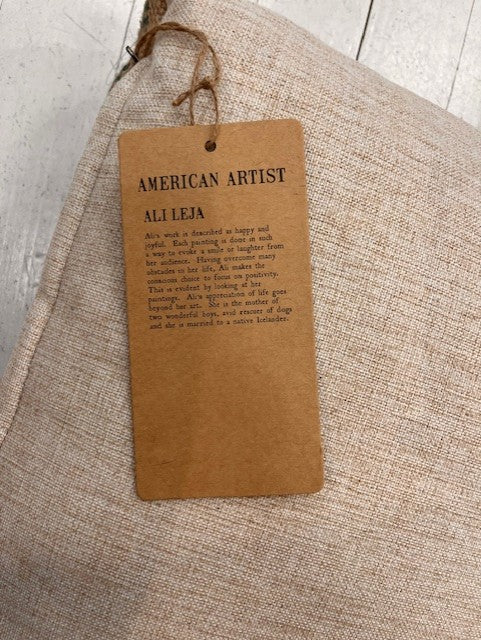 AMERICAN ARTIST
ALI LEJA
Ali's work is described as happy and
joyful. Each painting is done in such
a way to evoke a smile or laughter from
her audience. Having overcome many
obstacles in her life, Ali makes the
conscious choice to focus on positivity.
This is evident by looking at her
paintings. Ali's appreciation of life goes
beyond her art. She is the mother of
two wonderful boys, avid rescuer of dogs
and she is married to a native Icelander.